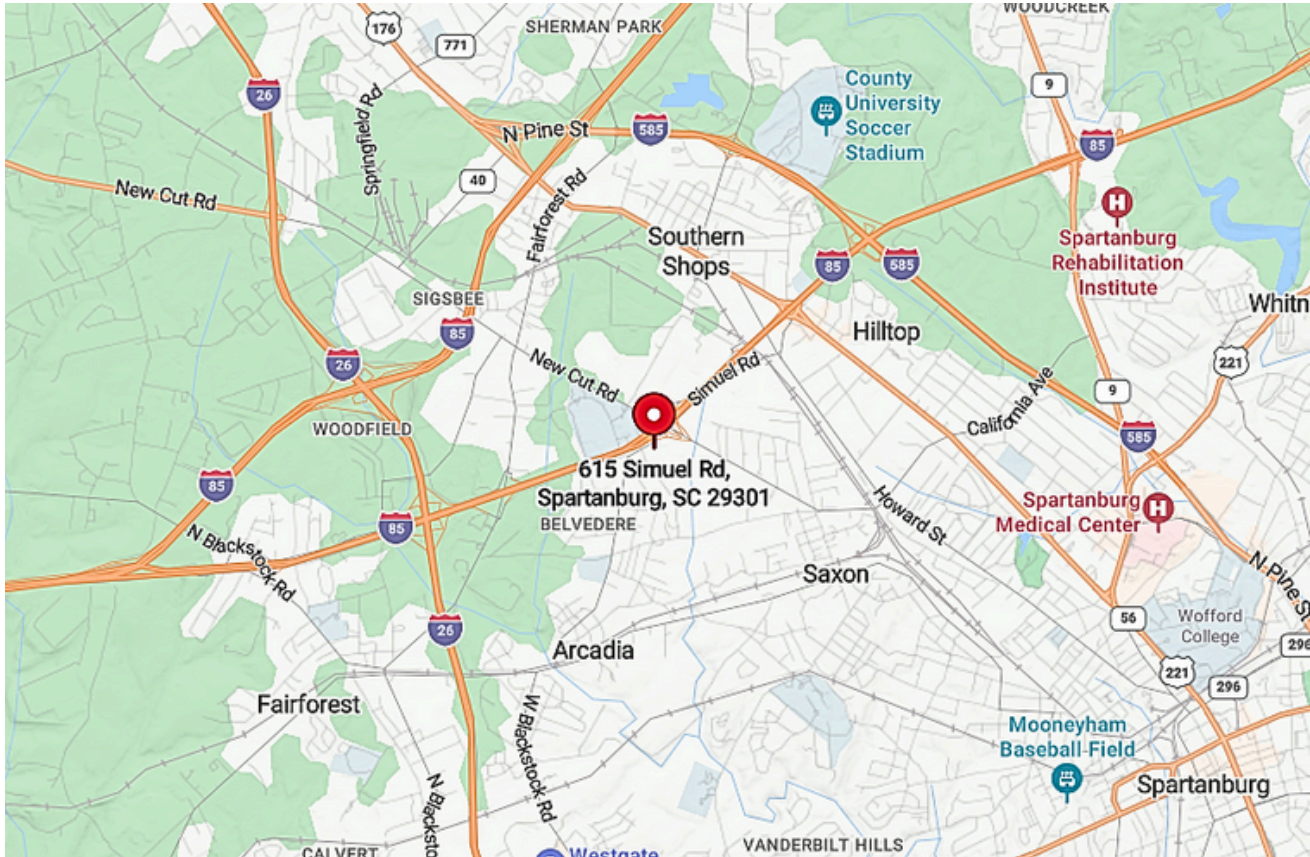 WOODCREEK
176
SHERMAN PARK
771
26
9
County
University
Soccer
Stadium
N Pine St
585
85
Springfield Rd
40
New Cut Rd
Fairforest Rd
Southern
Shops
85
585
Spartanburg
Rehabilitation
Institute
H
SIGSBEE
85
Whitn
Hilltop
26
221
New Cut Rd
Simuel Rd
9
California Ave
WOODFIELD
585
615 Simuel Rd,
Spartanburg, SC 29301
BELVEDERE
85
85
Howard St
Spartanburg
Medical Center
H
N Blackstock Rd
N Pine St
Saxon
26
56
Wofford
College
296
Arcadia
221
296
Fairforest
W Blackstock Rd
Mooneyham
Baseball Field
N Blacksto
Spartanburg
CALVERT
Westgate
VANDERBILT HILLS